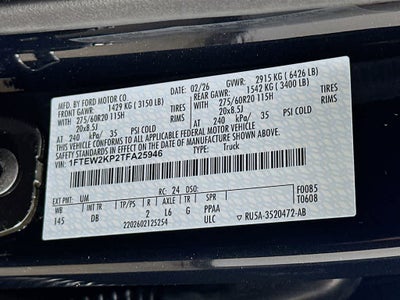 MFD. BY FORD MOTOR CO. 02/26 GVWR: 2915 KG ( 6426 LB)
FRONT GAWR: 1429 KG ( 3150 LB) REAR GAWR: 1542 KG ( 3400 LB)
275/60R20 115H TIRES 275/60R20 115H TIRES
20x8.5J RIMS 20x8.5J RIMS
AT 240 kPa/ 35 PSI COLD AT 240 kPa/ 35 PSI COLD
THIS VEHICLE CONFORMS TO ALL APPLICABLE FEDERAL MOTOR VEHICLE SAFETY AND
THEFT PREVENTION STANDARDS IN EFFECT ON THE DATE OF MANUFACTURE SHOWN ABOVE.
VIN: 1FTEW2KP2TFA25946
TYPE: Truck
F0085
T0608
EXT PNT: UM RC: 24 DSO:
WB INT TR TP/PS R AXLE TR SPR
145 DB 2 L6 G PPAA
2202602125254 ULC RU5A-3520472-AB